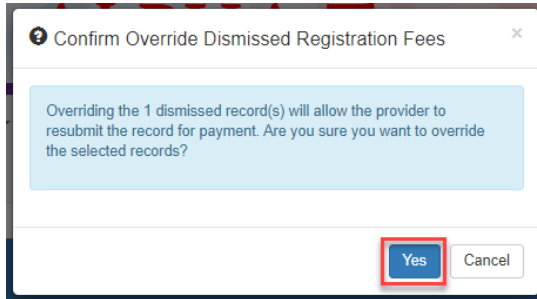 Confirm Override Dismissed Registration Fees ×
Overriding the 1 dismissed record(s) will allow the provider to
resubmit the record for payment. Are you sure you want to override
the selected records?
Yes Cancel